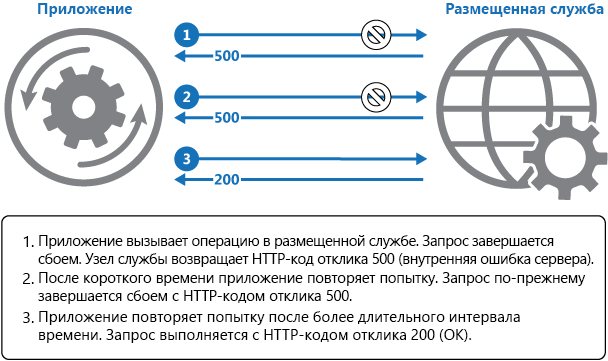 Приложение
Размещенная служба
1
500
2
500
3
200
1. Приложение вызывает операцию в размещенной службе. Запрос завершается
сбоем. Узел службы возвращает HTTP-код отклика 500 (внутренняя ошибка сервера).
2. После короткого времени приложение повторяет попытку. Запрос по-прежнему
завершается сбоем с HTTP-кодом отклика 500.
3. Приложение повторяет попытку после более длительного интервала
времени. Запрос выполняется с HTTP-кодом отклика 200 (ОК).